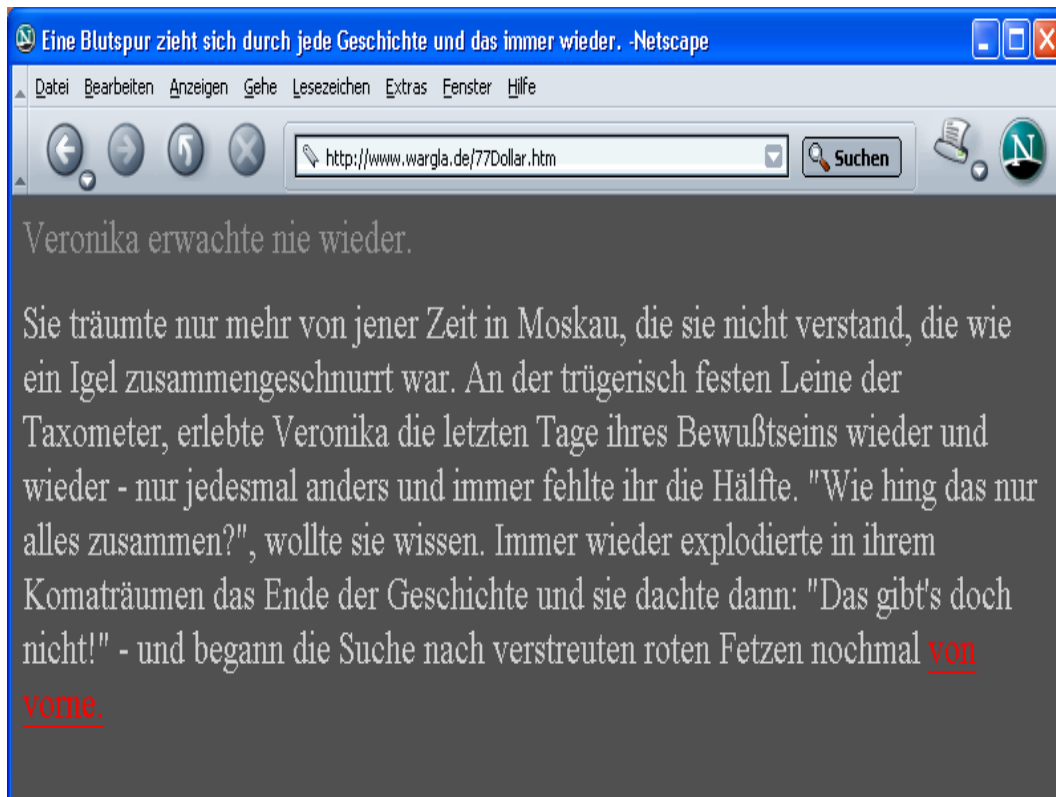 Eine Blutspur zieht sich durch jede Geschichte und das immer wieder. -Netscape
Datei Bearbeiten Anzeigen Gehe Lesezeichen Extras Fenster Hilfe
http://www.wargla.de/77Dollar.htm Suchen N
Veronika erwachte nie wieder.
Sie träumte nur mehr von jener Zeit in Moskau, die sie nicht verstand, die wie
ein Igel zusammengeschnurrt war. An der trügerisch festen Leine der
Taxometer, erlebte Veronika die letzten Tage ihres Bewußtseins wieder und
wieder - nur jedesmal anders und immer fehlte ihr die Hälfte. "Wie hing das nur
alles zusammen?", wollte sie wissen. Immer wieder explodierte in ihrem
Komaträumen das Ende der Geschichte und sie dachte dann: "Das gibt's doch
nicht!" - und begann die Suche nach verstreuten roten Fetzen nochmal von
vorne.